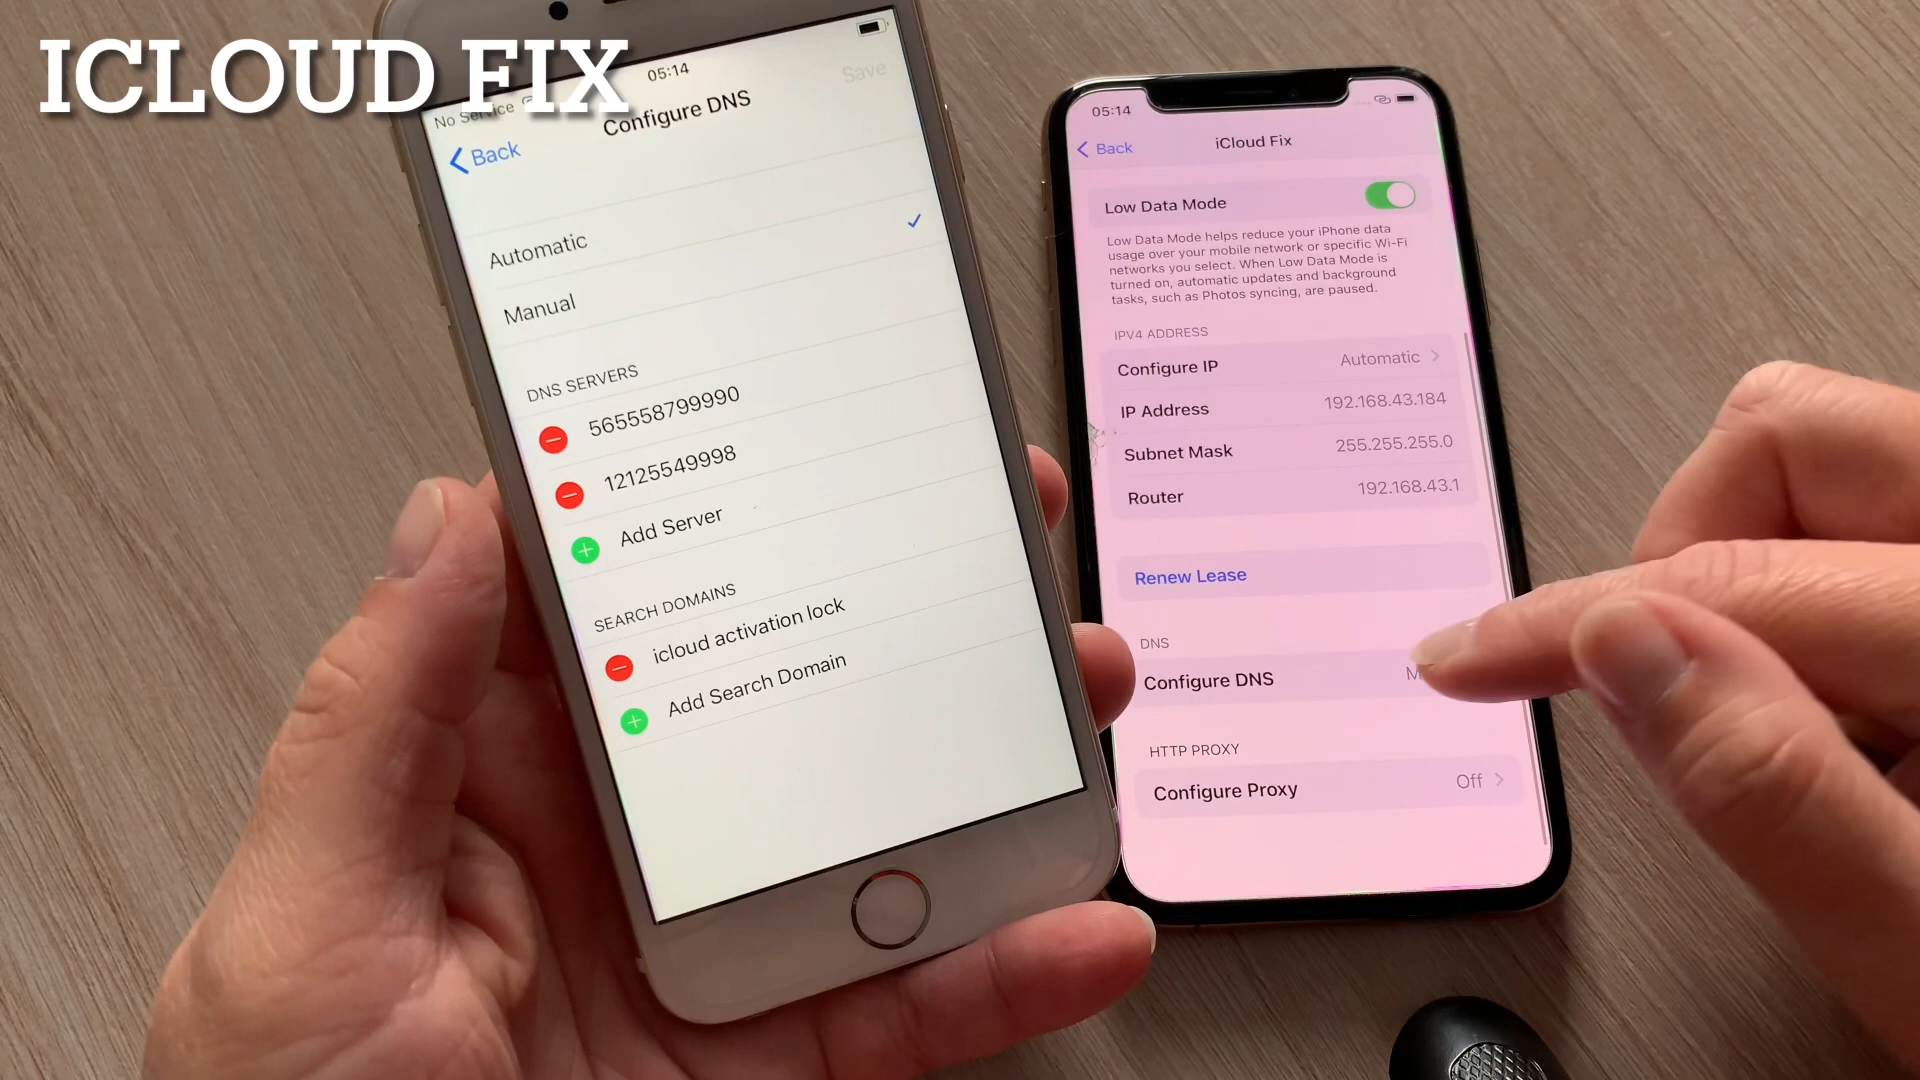 ICLOUD FIX
No Service
05:14
Save
Configure DNS
Back
Automatic
Manual
DNS SERVERS
565558799990
12125549998
Add Server
SEARCH DOMAINS
icloud activation lock
Add Search Domain
05:14
Back
iCloud Fix
Low Data Mode
Low Data Mode helps reduce your iPhone data
usage over your mobile network or specific Wi-Fi
networks you select. When Low Data Mode is
turned on, automatic updates and background
tasks, such as Photos syncing, are paused.
IPV4 ADDRESS
Configure IP Automatic
IP Address 192.168.43.184
Subnet Mask 255.255.255.0
Router 192.168.43.1
Renew Lease
DNS
Configure DNS
HTTP PROXY
Configure Proxy Off